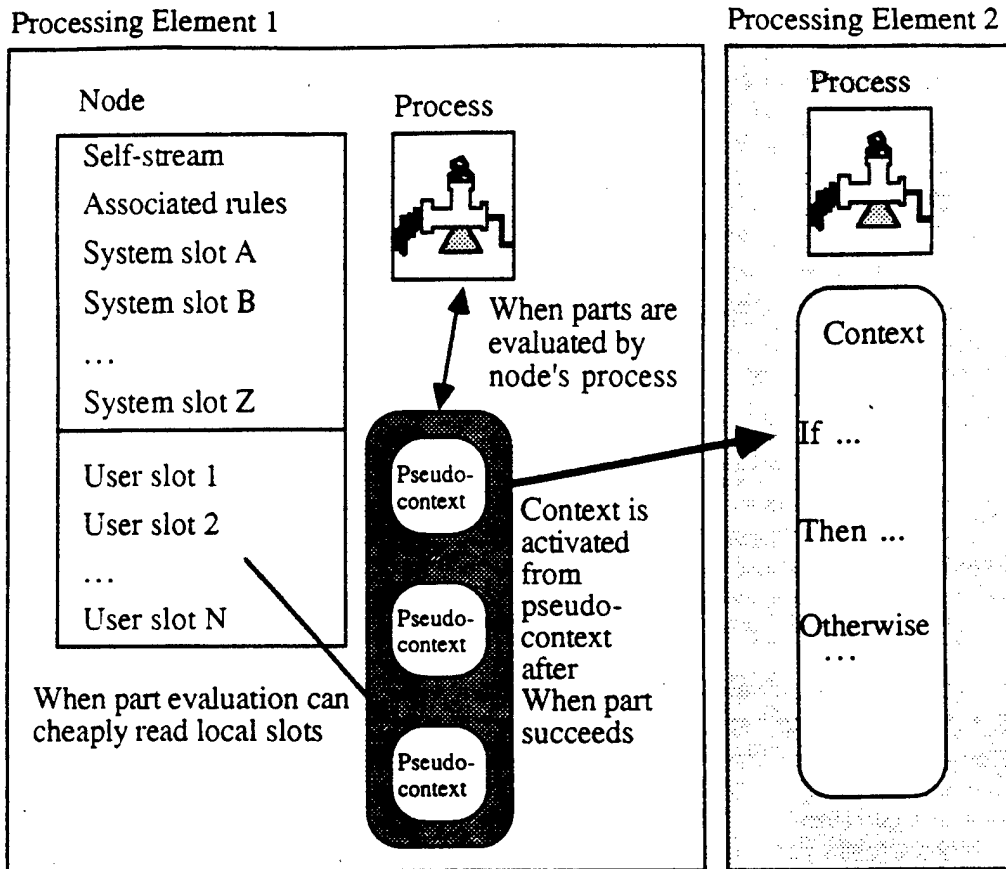 Processing Element 1
Processing Element 2
Node
Process
Self-stream
Associated rules
System slot A
System slot B
...
System slot Z
User slot 1
User slot 2
...
User slot N
When parts are
evaluated by
node's process
Pseudo-
context
Pseudo-
context
Pseudo-
context
Context is
activated
from
pseudo-
context
after
When part
succeeds
When part evaluation can
cheaply read local slots
Process
Context
If ...
Then ...
Otherwise
...